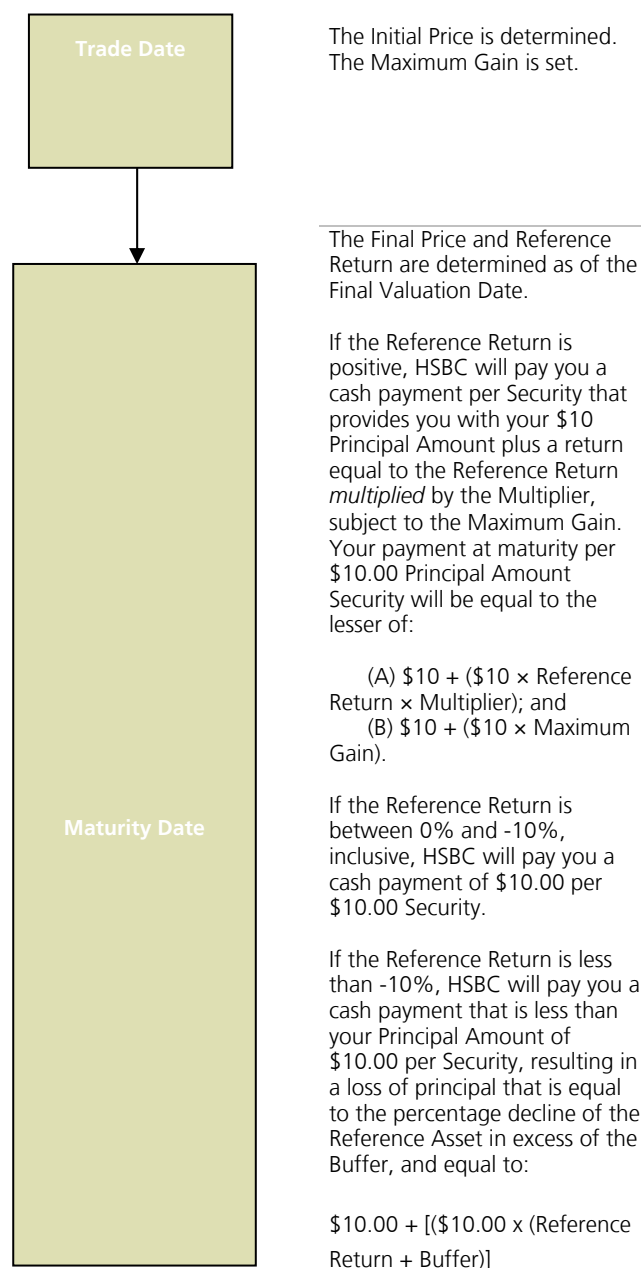 Trade Date
The Initial Price is determined.
The Maximum Gain is set.
The Final Price and Reference
Return are determined as of the
Final Valuation Date.
If the Reference Return is
positive, HSBC will pay you a
cash payment per Security that
provides you with your $10
Principal Amount plus a return
equal to the Reference Return
multiplied by the Multiplier,
subject to the Maximum Gain.
Your payment at maturity per
$10.00 Principal Amount
Security will be equal to the
lesser of:
(A) $10 + ($10 × Reference
Return × Multiplier); and
(B) $10 + ($10 × Maximum
Gain).
Maturity Date
If the Reference Return is
between 0% and -10%,
inclusive, HSBC will pay you a
cash payment of $10.00 per
$10.00 Security.
If the Reference Return is less
than -10%, HSBC will pay you a
cash payment that is less than
your Principal Amount of
$10.00 per Security, resulting in
a loss of principal that is equal
to the percentage decline of the
Reference Asset in excess of the
Buffer, and equal to:
$10.00 + [($10.00 x (Reference
Return + Buffer)]